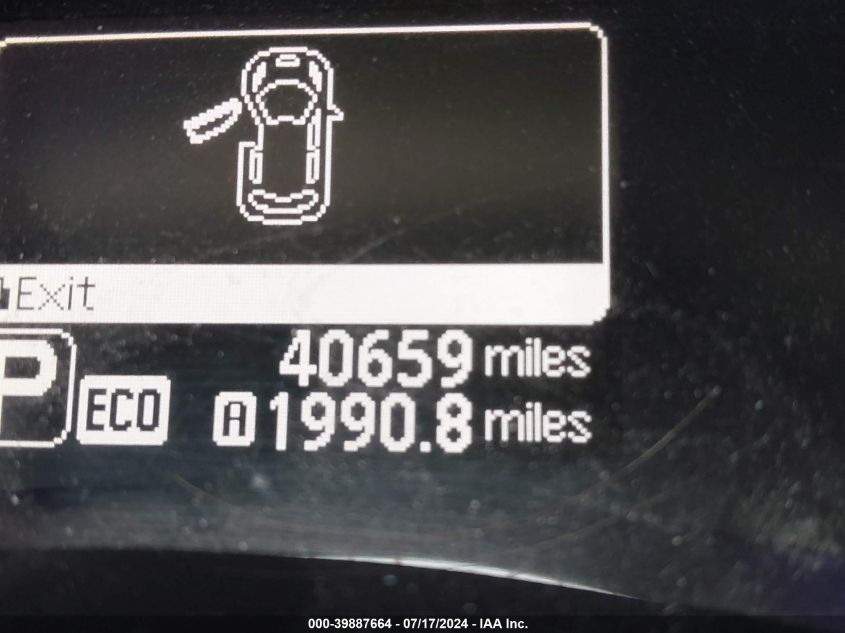 Exit
40659 miles
P ECO A 1990.8 miles
000-39887664 - 07/17/2024 - IAA Inc.